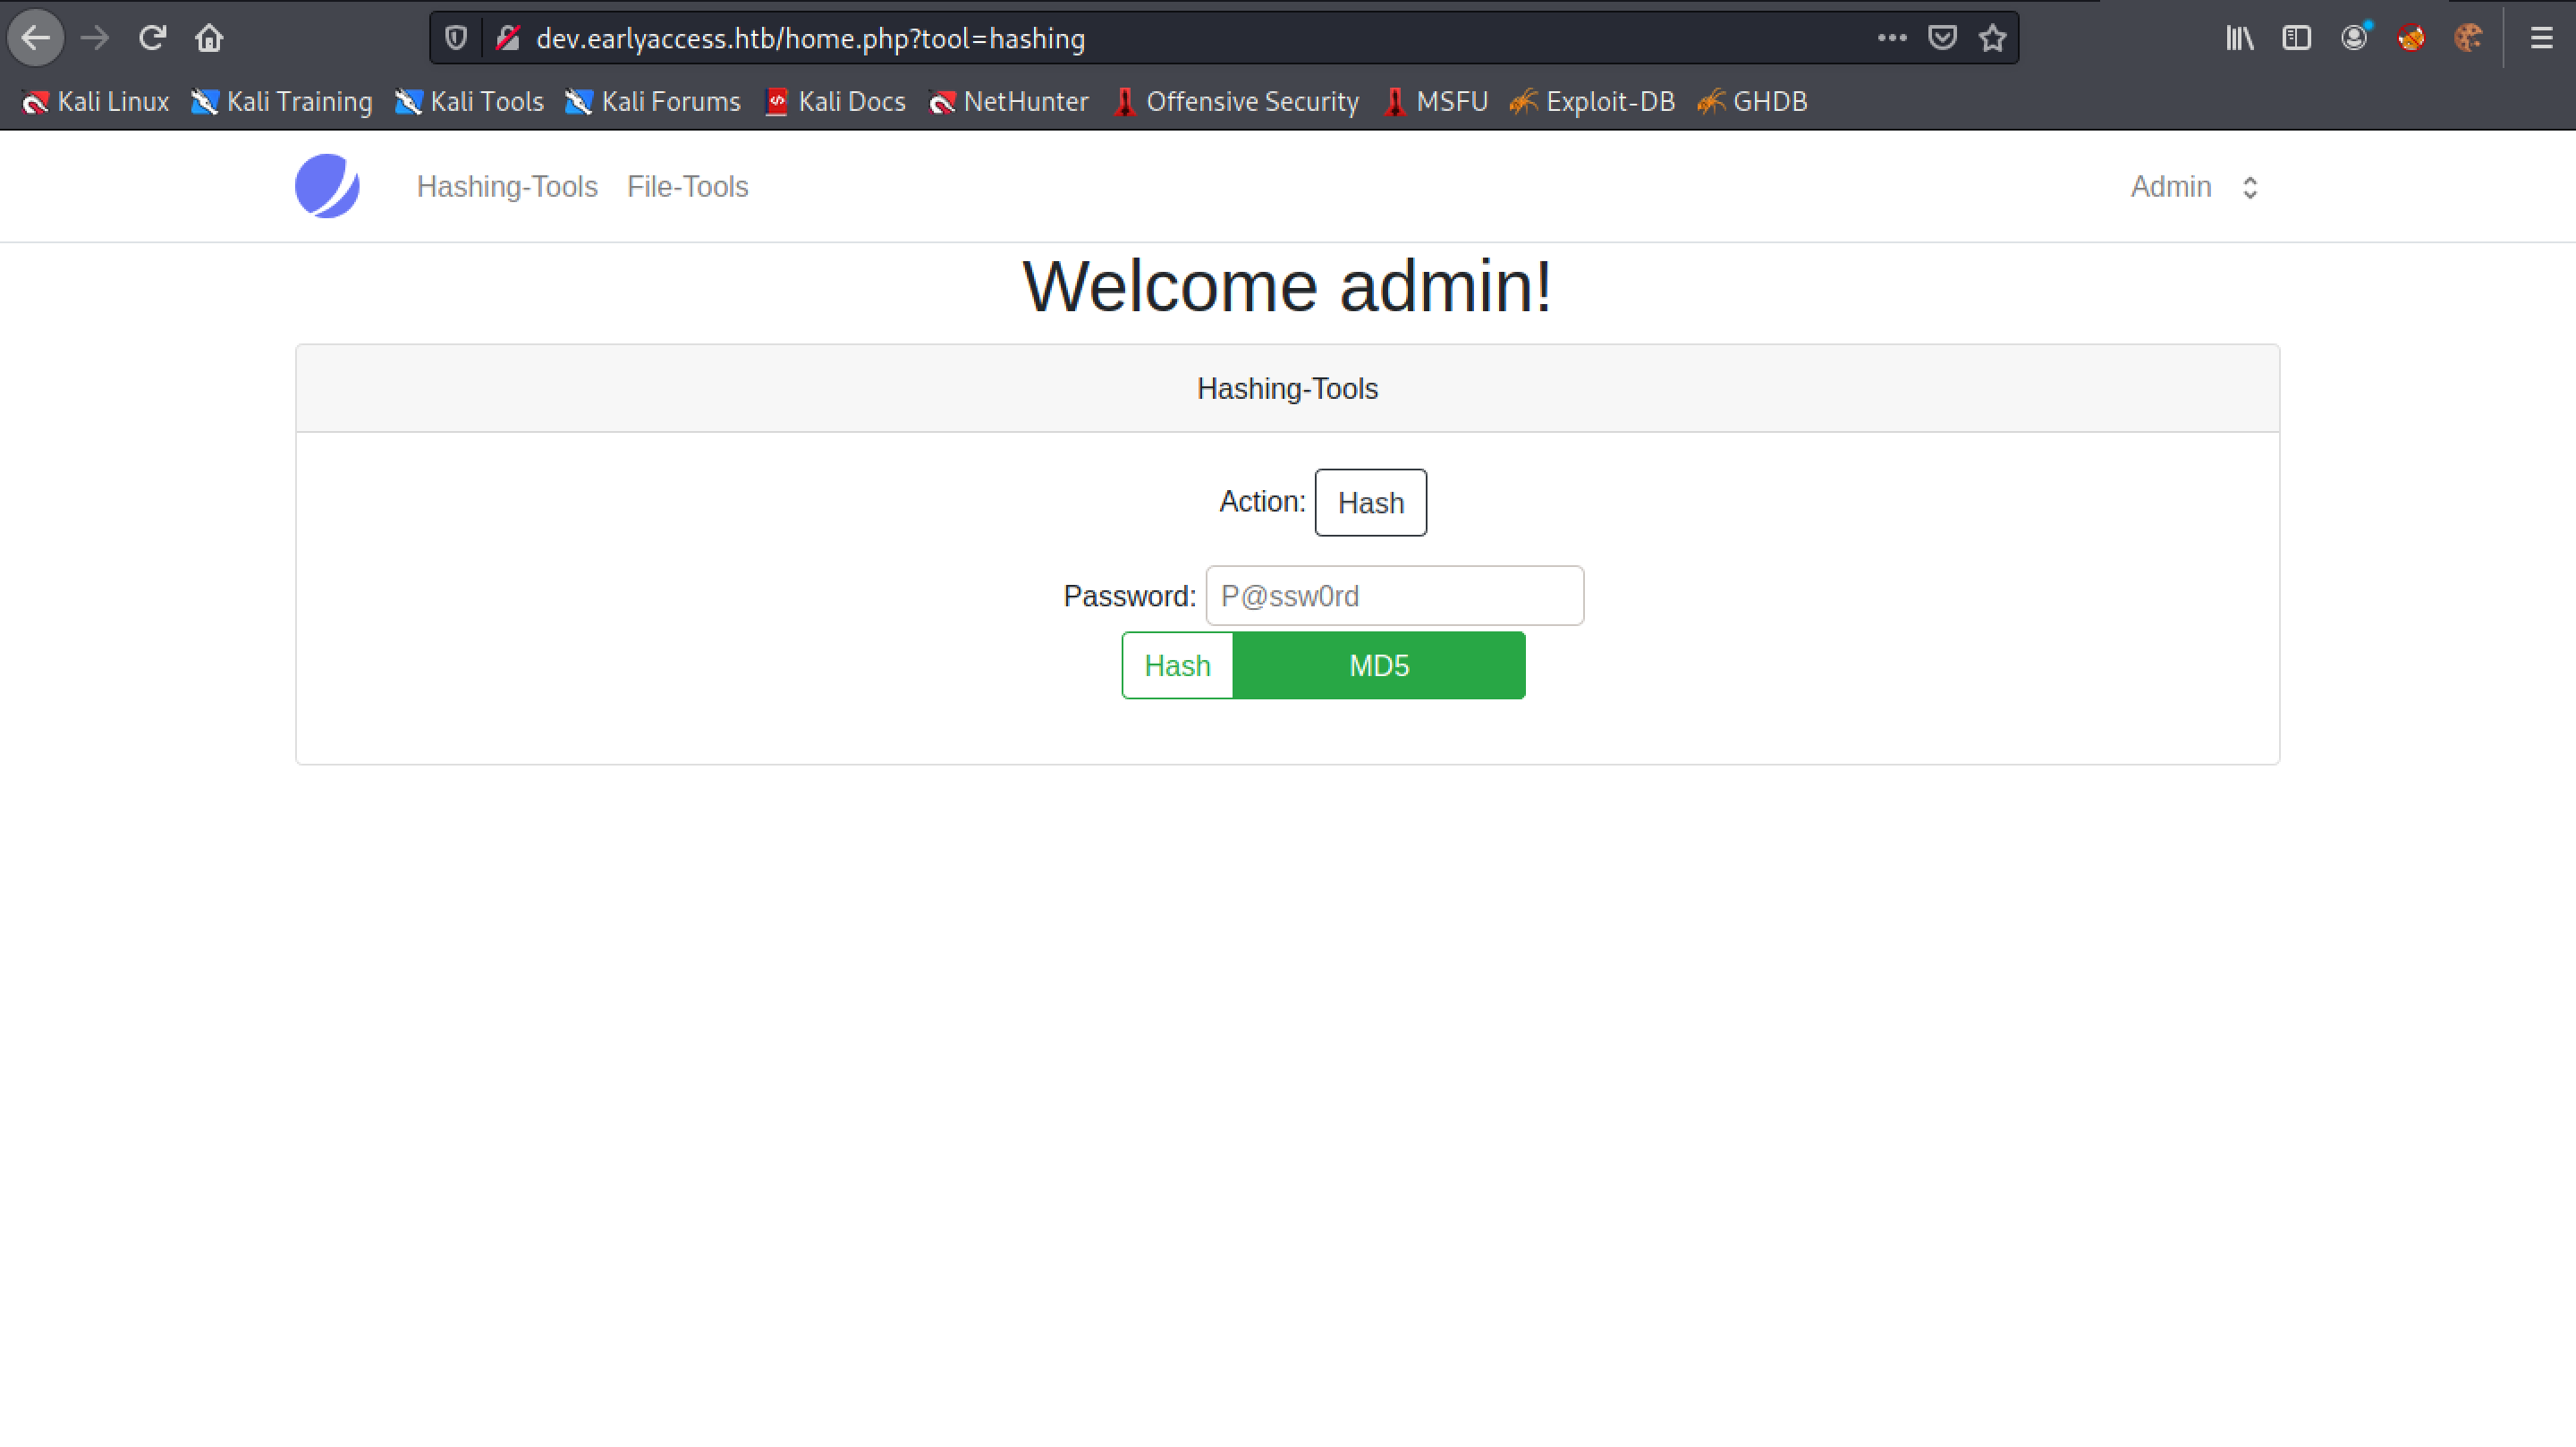 dev.earlyaccess.htb/home.php?tool=hashing
Kali Linux Kali Training Kali Tools Kali Forums Kali Docs NetHunter Offensive Security MSFU Exploit-DB GHDB
Hashing-Tools File-Tools Admin
Welcome admin!
Hashing-Tools
Action: Hash
Password: P@ssw0rd
Hash MD5